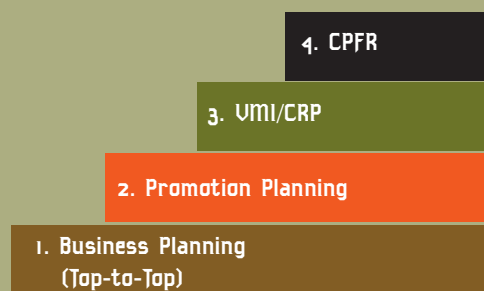 4. CPFR
3. VMI/CRP
2. Promotion Planning
1. Business Planning
(Top-to-Top)